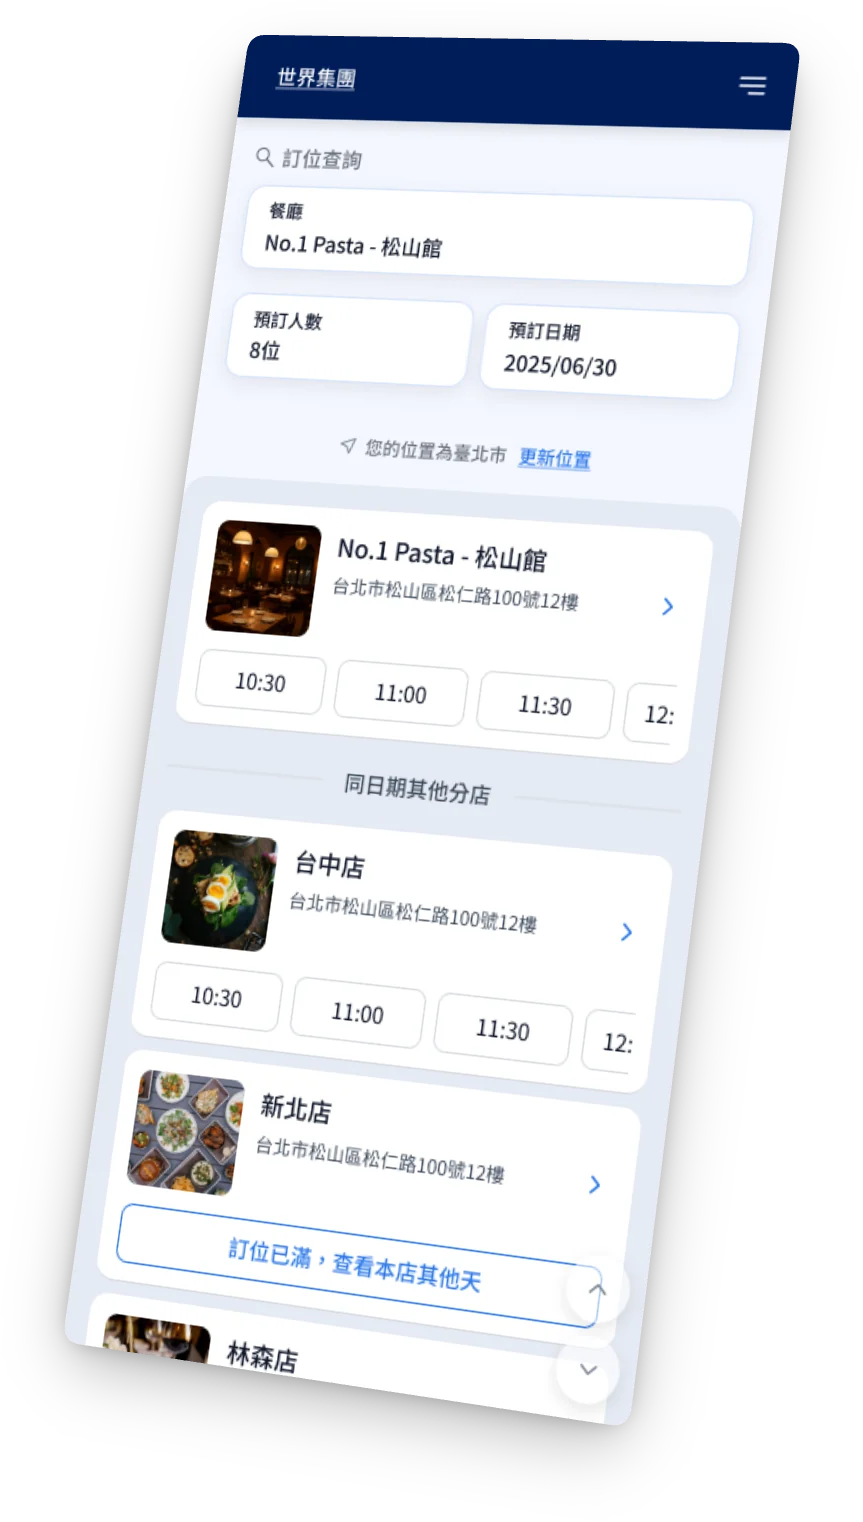 世界集團
訂位查詢
餐廳
No.1 Pasta - 松山館
預訂人數
8位
預訂日期
2025/06/30
您的位置為臺北市 更新位置
No.1 Pasta - 松山館
台北市松山區松仁路100號12樓
10:30 11:00 11:30 12:
同日期其他分店
台中店
台北市松山區松仁路100號12樓
10:30 11:00 11:30 12:
新北店
台北市松山區松仁路100號12樓
訂位已滿，查看本店其他天
林森店